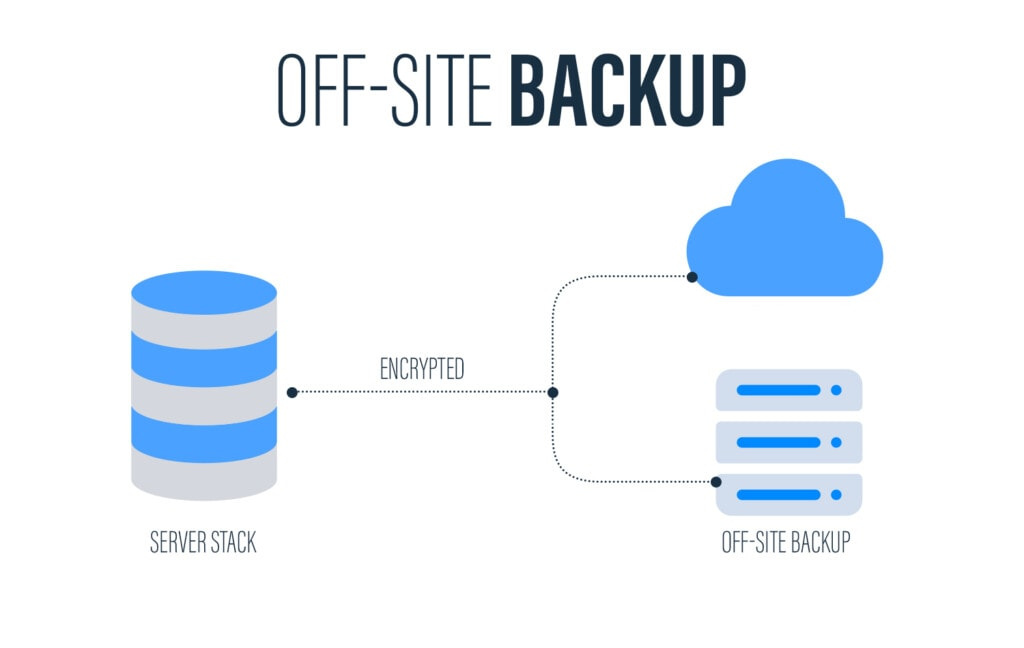 OFF-SITE BACKUP
ENCRYPTED
SERVER STACK
OFF-SITE BACKUP